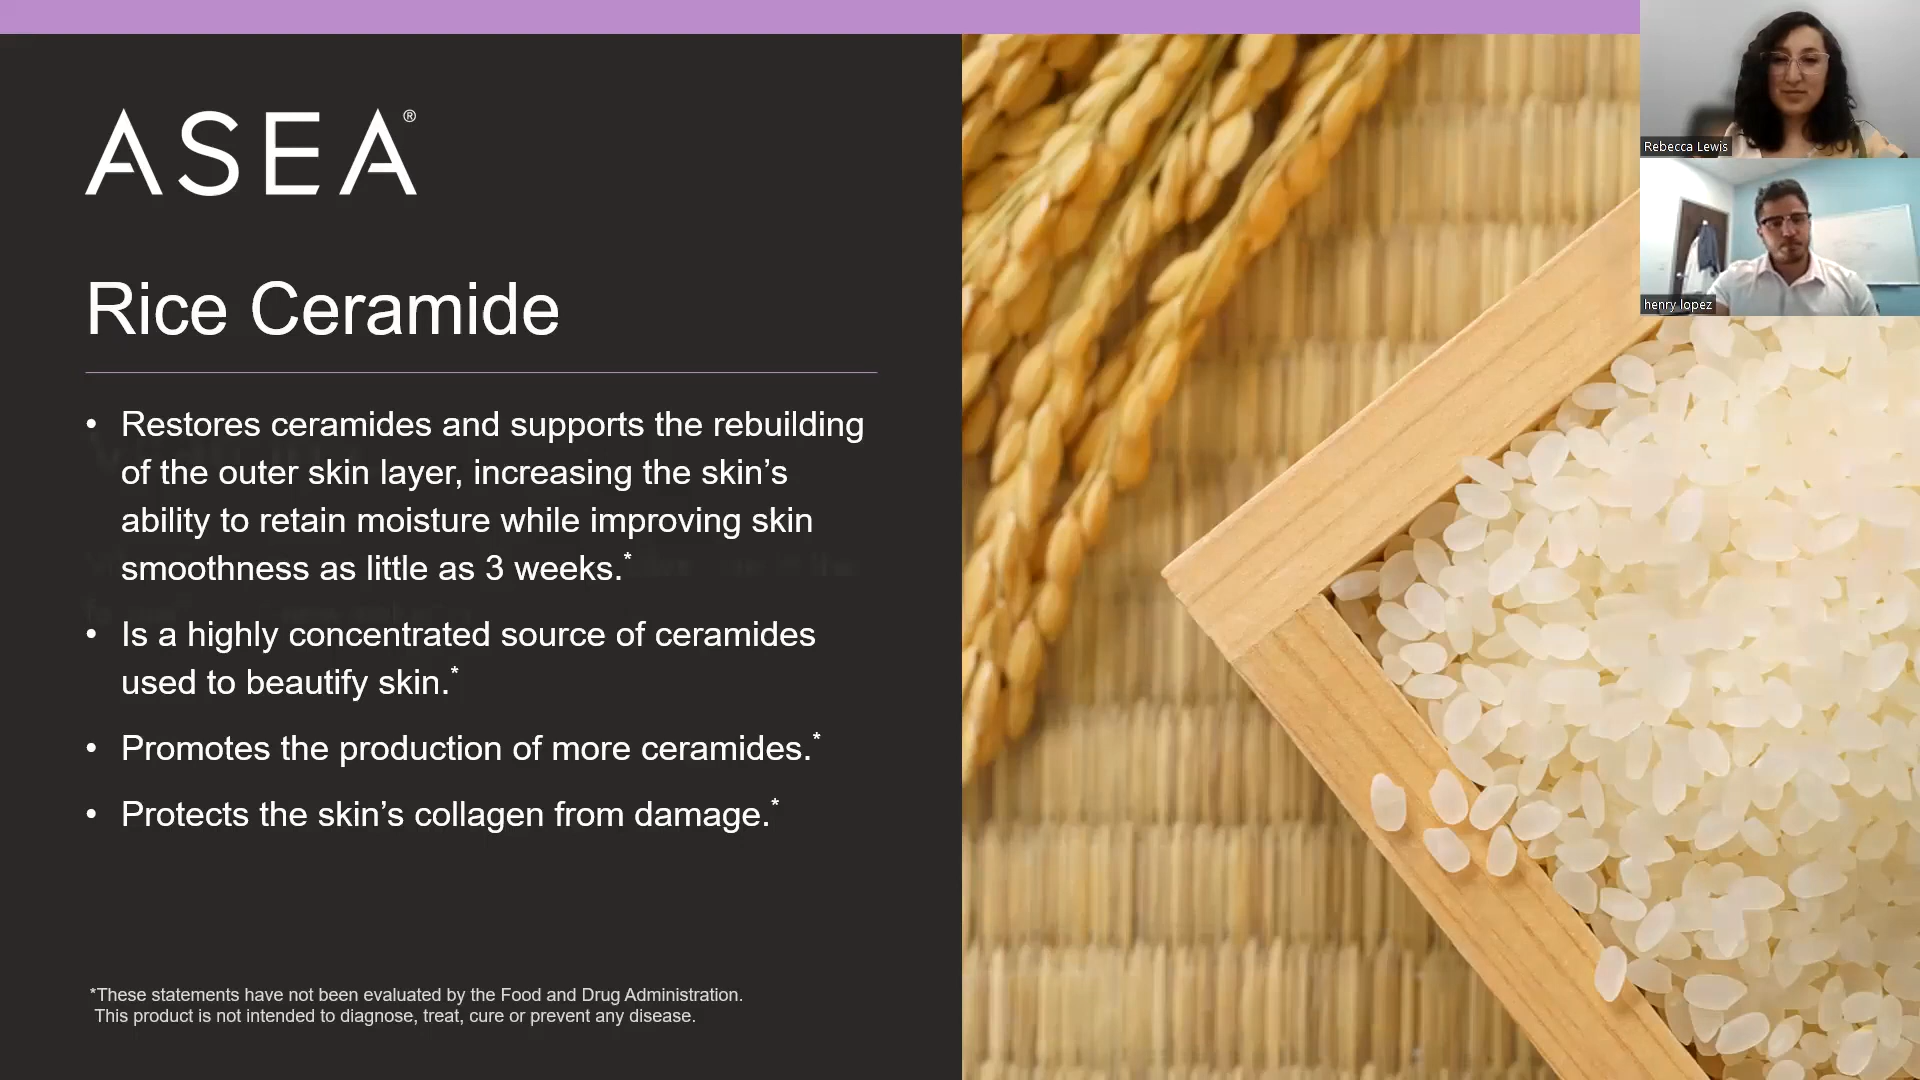 ASEA®
Rice Ceramide
• Restores ceramides and supports the rebuilding
of the outer skin layer, increasing the skin’s
ability to retain moisture while improving skin
smoothness as little as 3 weeks.*
• Is a highly concentrated source of ceramides
used to beautify skin.*
• Promotes the production of more ceramides.*
• Protects the skin’s collagen from damage.*
*These statements have not been evaluated by the Food and Drug Administration.
This product is not intended to diagnose, treat, cure or prevent any disease.
Rebecca Lewis
henry lopez